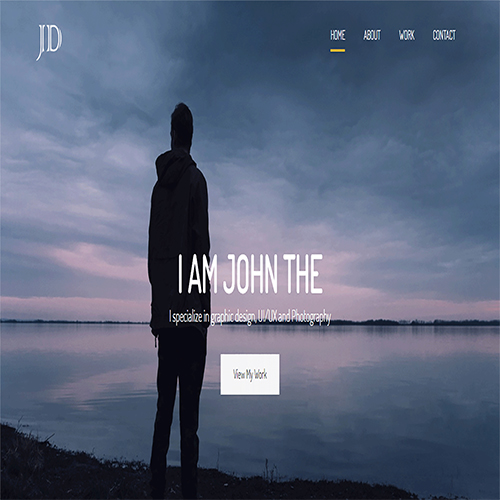 JD
HOME ABOUT WORK CONTACT
I AM JOHN THE
I specialize in graphic design, UI/UX and Photography
View My Work